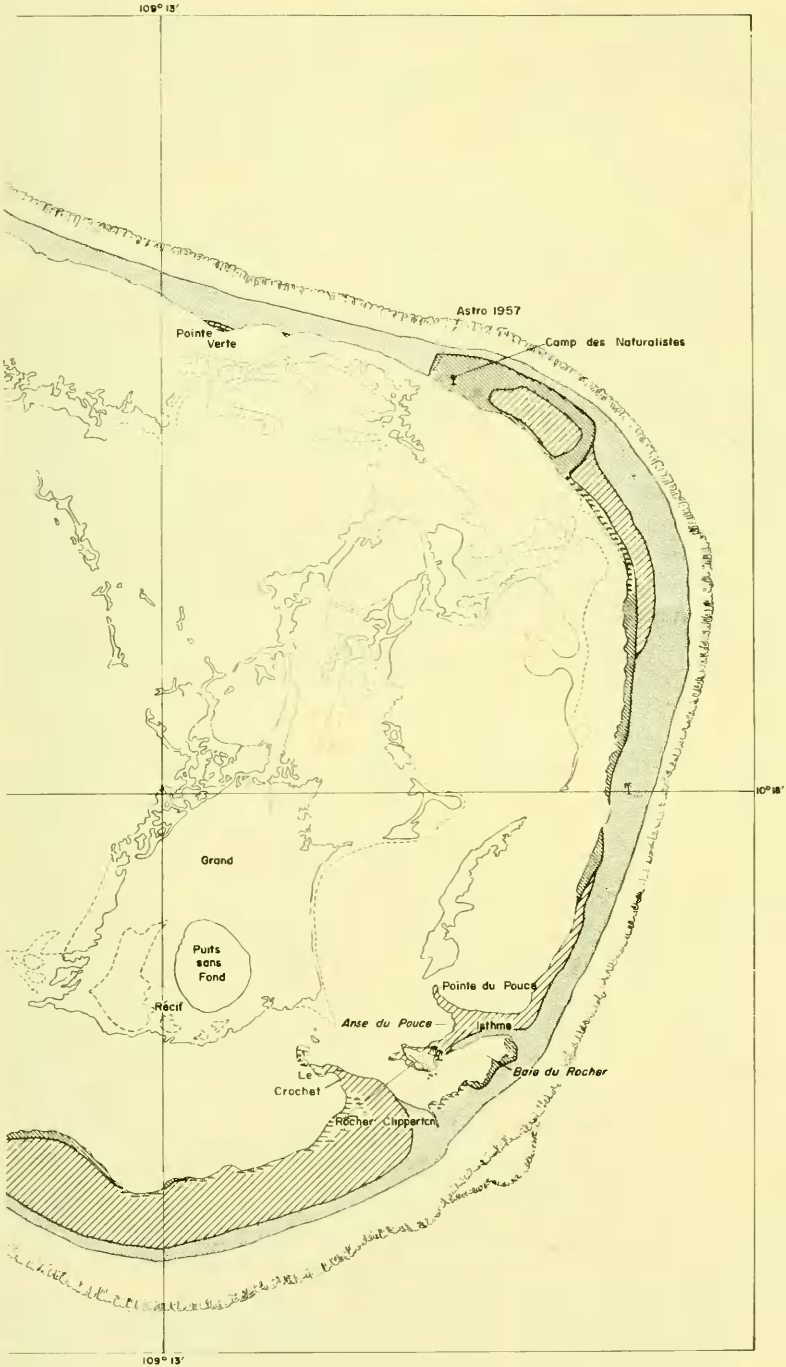 109° 13'
Astro 1957
Camp des Naturalistes
Pointe
Verte
10° 18'
Grand
Puits
sans
Fond
Récif
Pointe du Pouce
Anse du Pouce
Isthme
Baie du Rocher
Le
Crochet
Rocher Clipperton
109° 13'